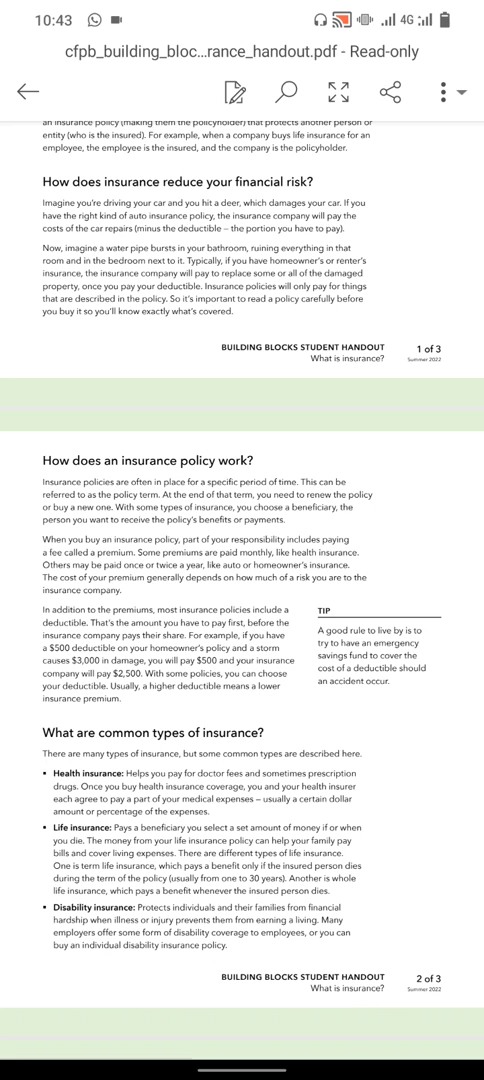 10:43
4G
cfpb_building_bloc...rance_handout.pdf - Read-only
an insurance policy (making them the policyholder) that protects another person or
entity (who is the insured). For example, when a company buys life insurance for an
employee, the employee is the insured, and the company is the policyholder.
How does insurance reduce your financial risk?
Imagine you're driving your car and you hit a deer, which damages your car. If you
have the right kind of auto insurance policy, the insurance company will pay the
costs of the car repairs (minus the deductible – the portion you have to pay).
Now, imagine a water pipe bursts in your bathroom, ruining everything in that
room and in the bedroom next to it. Typically, if you have homeowner's or renter's
insurance, the insurance company will pay to replace some or all of the damaged
property, once you pay your deductible. Insurance policies will only pay for things
that are described in the policy. So it's important to read a policy carefully before
you buy it so you'll know exactly what's covered.
BUILDING BLOCKS STUDENT HANDOUT
What is insurance?
1 of 3
Summer 2022
How does an insurance policy work?
Insurance policies are often in place for a specific period of time. This can be
referred to as the policy term. At the end of that term, you need to renew the policy
or buy a new one. With some types of insurance, you choose a beneficiary, the
person you want to receive the policy's benefits or payments.
When you buy an insurance policy, part of your responsibility includes paying
a fee called a premium. Some premiums are paid monthly, like health insurance.
Others may be paid once or twice a year, like auto or homeowner's insurance.
The cost of your premium generally depends on how much of a risk you are to the
insurance company.
In addition to the premiums, most insurance policies include a
deductible. That's the amount you have to pay first, before the
insurance company pays their share. For example, if you have
a $500 deductible on your homeowner's policy and a storm
causes $3,000 in damage, you will pay $500 and your insurance
company will pay $2,500. With some policies, you can choose
your deductible. Usually, a higher deductible means a lower
insurance premium.
TIP
A good rule to live by is to
try to have an emergency
savings fund to cover the
cost of a deductible should
an accident occur.
What are common types of insurance?
There are many types of insurance, but some common types are described here.
▪ Health insurance: Helps you pay for doctor fees and sometimes prescription
drugs. Once you buy health insurance coverage, you and your health insurer
each agree to pay a part of your medical expenses – usually a certain dollar
amount or percentage of the expenses.
▪ Life insurance: Pays a beneficiary you select a set amount of money if or when
you die. The money from your life insurance policy can help your family pay
bills and cover living expenses. There are different types of life insurance.
One is term life insurance, which pays a benefit only if the insured person dies
during the term of the policy (usually from one to 30 years). Another is whole
life insurance, which pays a benefit whenever the insured person dies.
▪ Disability insurance: Protects individuals and their families from financial
hardship when illness or injury prevents them from earning a living. Many
employers offer some form of disability coverage to employees, or you can
buy an individual disability insurance policy.
BUILDING BLOCKS STUDENT HANDOUT
What is insurance?
2 of 3
Summer 2022